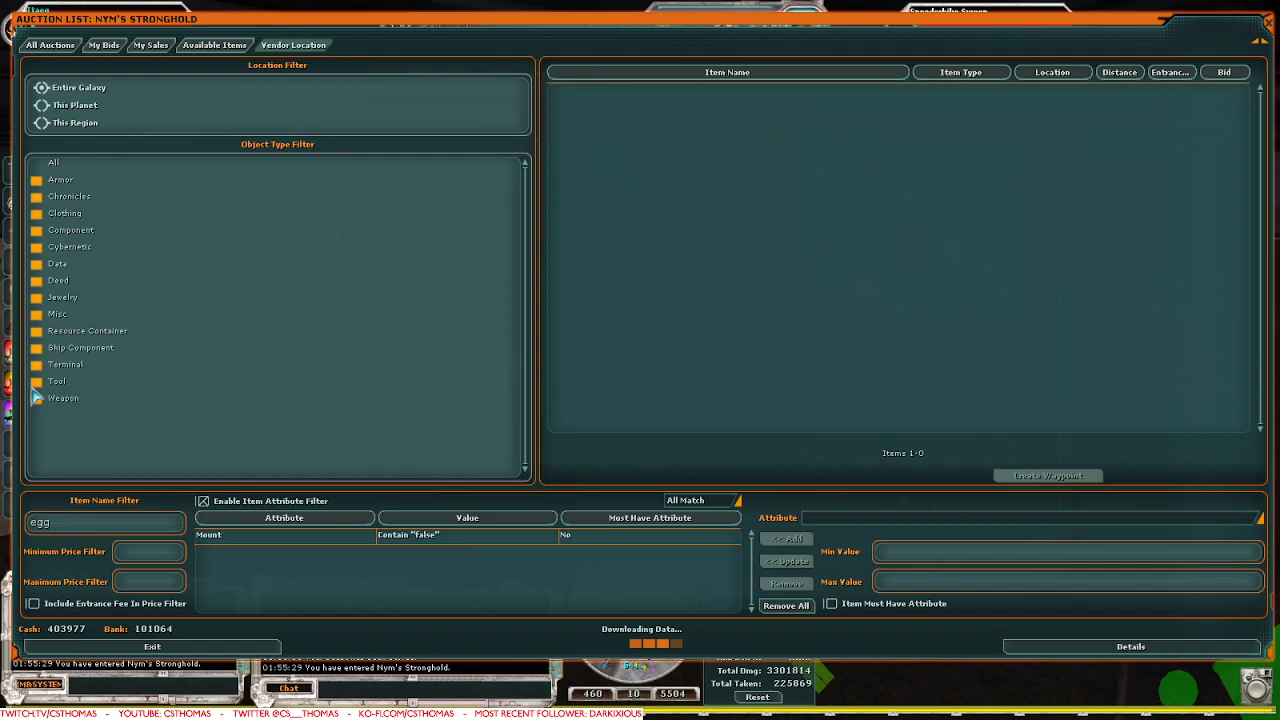 AUCTION LIST: NYM'S STRONGHOLD
All Auctions My Bids My Sales Available Items Vendor Location
Location Filter
Entire Galaxy
This Planet
This Region
Object Type Filter
All
Armor
Chronicles
Clothing
Component
Cybernetic
Data
Deed
Jewelry
Misc
Resource Container
Ship Component
Terminal
Tool
Weapon
Item Name Item Type Location Distance Entranc... Bid
Items 1-0
Create Waypoint
Item Name Filter
egg
Minimum Price Filter
Maximum Price Filter
Include Entrance Fee In Price Filter
Enable Item Attribute Filter All Match
Attribute Value Must Have Attribute
Mount Contain "false" No
Attribute
<< Add
<< Update
Remove
Remove All
Min Value
Max Value
Item Must Have Attribute
Cash: 403977 Bank: 101064
Downloading Data...
Exit
Details
01:55:29 You have entered Nym's Stronghold.
01:55:29 You have entered Nym's Stronghold.
M&SYSTEM
Chat
460 10 5504
Total Dmg: 3301814
Total Taken: 225869
Reset
TWITCH.TV/CSTHOMAS - YOUTUBE: CSTHOMAS - TWITTER @CS__THOMAS - KO-FI.COM/CSTHOMAS - MOST RECENT FOLLOWER: DARKIXIOUS